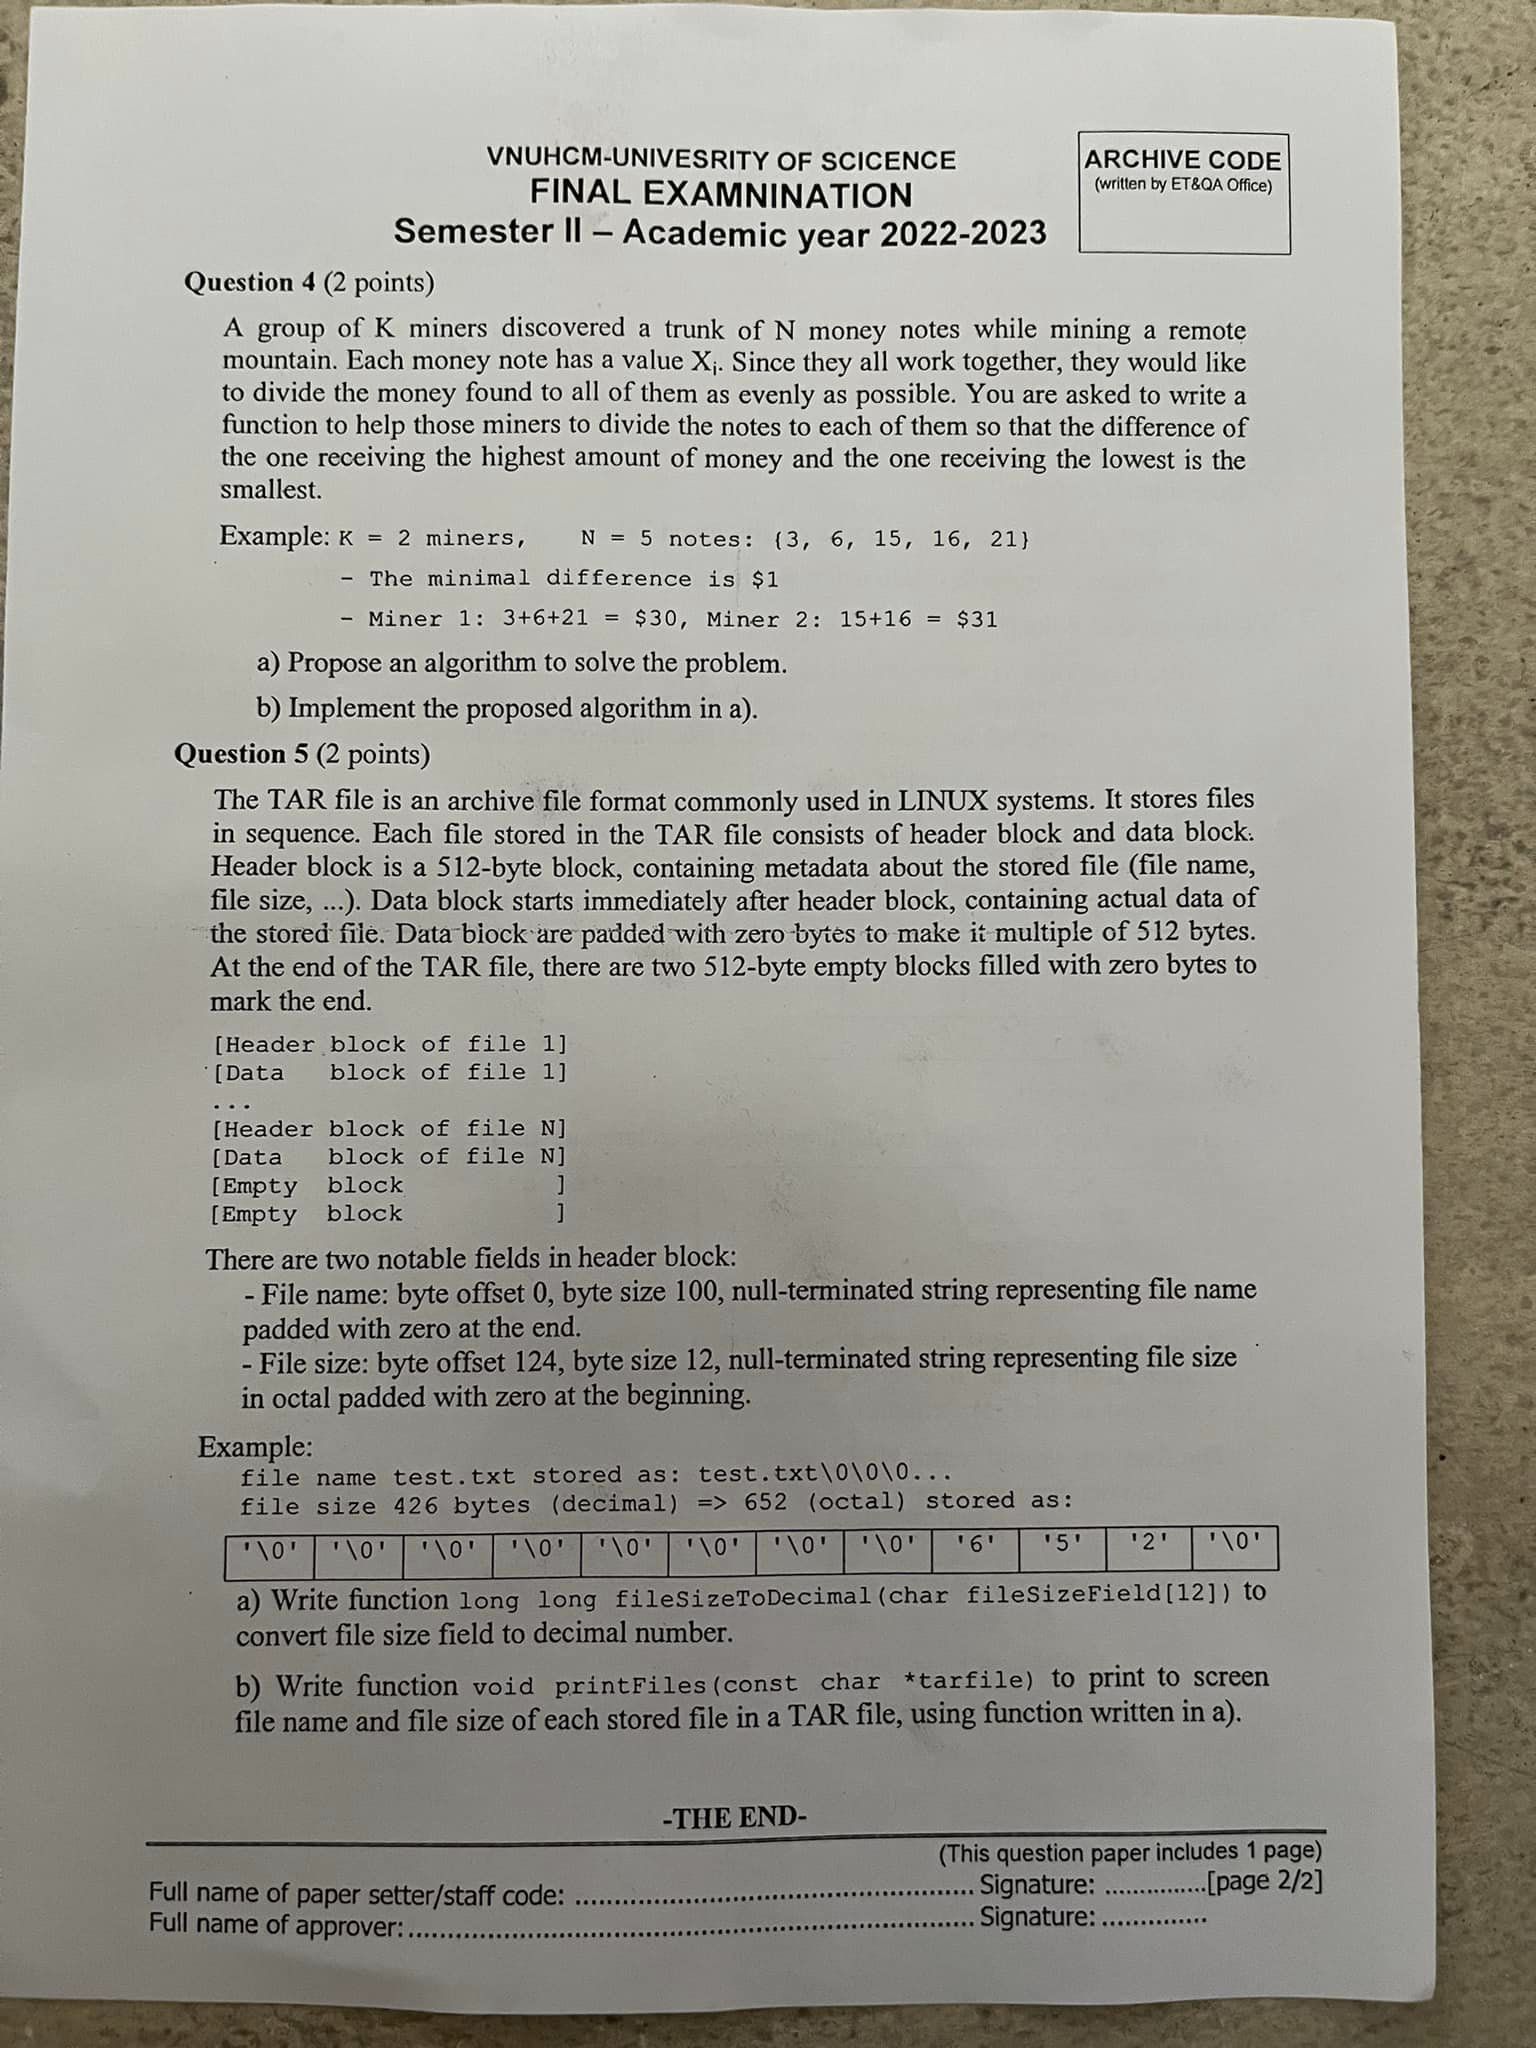 VNUHCM-UNIVESRITY OF SCICENCE
FINAL EXAMNINATION
Semester II – Academic year 2022-2023
ARCHIVE CODE
(written by ET&QA Office)
Question 4 (2 points)
A group of K miners discovered a trunk of N money notes while mining a remote
mountain. Each money note has a value Xᵢ. Since they all work together, they would like
to divide the money found to all of them as evenly as possible. You are asked to write a
function to help those miners to divide the notes to each of them so that the difference of
the one receiving the highest amount of money and the one receiving the lowest is the
smallest.
Example: K = 2 miners, N = 5 notes: {3, 6, 15, 16, 21}
- The minimal difference is $1
- Miner 1: 3+6+21 = $30, Miner 2: 15+16 = $31
a) Propose an algorithm to solve the problem.
b) Implement the proposed algorithm in a).
Question 5 (2 points)
The TAR file is an archive file format commonly used in LINUX systems. It stores files
in sequence. Each file stored in the TAR file consists of header block and data block.
Header block is a 512-byte block, containing metadata about the stored file (file name,
file size, ...). Data block starts immediately after header block, containing actual data of
the stored file. Data block are padded with zero bytes to make it multiple of 512 bytes.
At the end of the TAR file, there are two 512-byte empty blocks filled with zero bytes to
mark the end.
[Header block of file 1]
[Data block of file 1]
...
[Header block of file N]
[Data block of file N]
[Empty block ]
[Empty block ]
There are two notable fields in header block:
- File name: byte offset 0, byte size 100, null-terminated string representing file name
padded with zero at the end.
- File size: byte offset 124, byte size 12, null-terminated string representing file size
in octal padded with zero at the beginning.
Example:
file name test.txt stored as: test.txt\0\0\0...
file size 426 bytes (decimal) => 652 (octal) stored as:
'\0' '\0' '\0' '\0' '\0' '\0' '\0' '\0' '6' '5' '2' '\0'
a) Write function long long fileSizeToDecimal(char fileSizeField[12]) to
convert file size field to decimal number.
b) Write function void printFiles(const char *tarfile) to print to screen
file name and file size of each stored file in a TAR file, using function written in a).
-THE END-
(This question paper includes 1 page)
Full name of paper setter/staff code: ........................................................ Signature: ...............[page 2/2]
Full name of approver:................................................................................ Signature: ..............